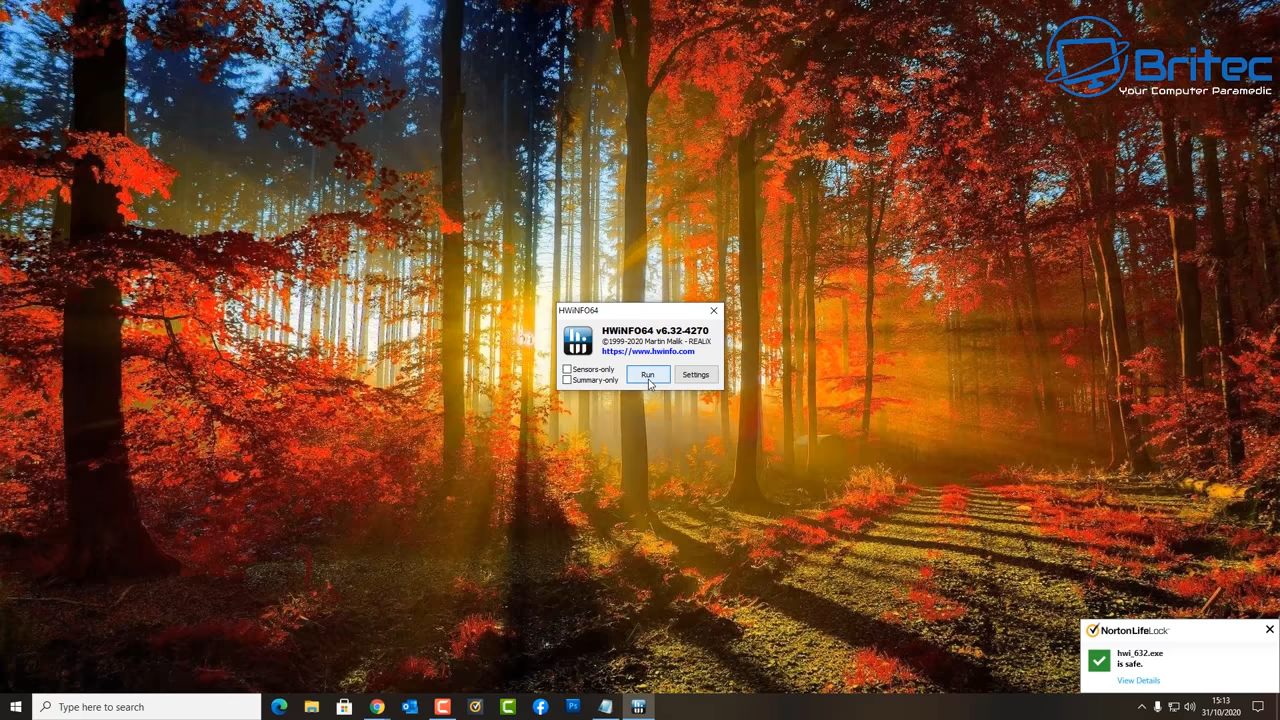 Britec
Your Computer Paramedic
HWiNFO64
HWiNFO64 v6.32-4270
©1999-2020 Martin Malik - REALiX
https://www.hwinfo.com
Sensors-only
Summary-only
Run
Settings
NortonLifeLock
hwi_632.exe
is safe.
View Details
Type here to search
15:13
31/10/2020